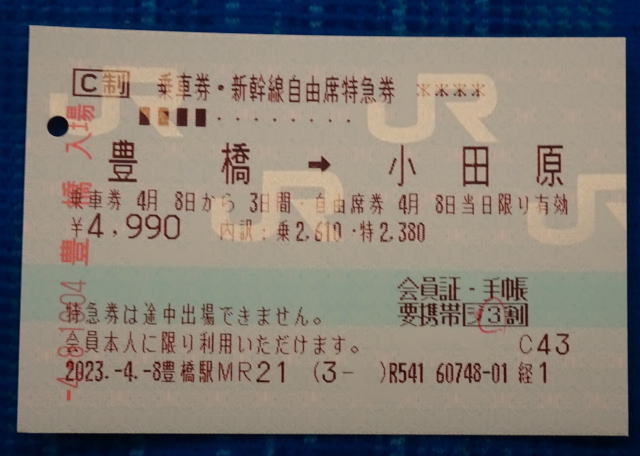 C制 乗車券・新幹線自由席特急券 ****
豊橋 → 小田原
乗車券 4月 8日から 3日間・自由席券 4月 8日当日限り有効
¥4,990 内訳:乗2,610・特2,380
会員証・手帳
要携帯 ジ3割
特急券は途中出場できません。
会員本人に限り利用いただけます。
C43
2023.-4.-8豊橋駅MR21 (3- )R541 60748-01 経1
豊橋 入場
JR
JR
JR
JR